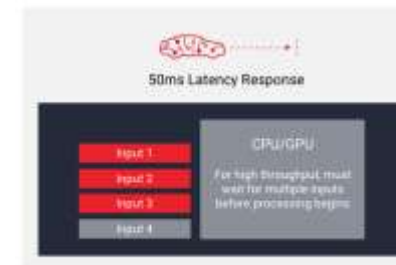 50ms Latency Response
CPU/GPU
Input 1
Input 2
Input 3
Input 4
For high throughput, must
wait for multiple inputs
before processing begins